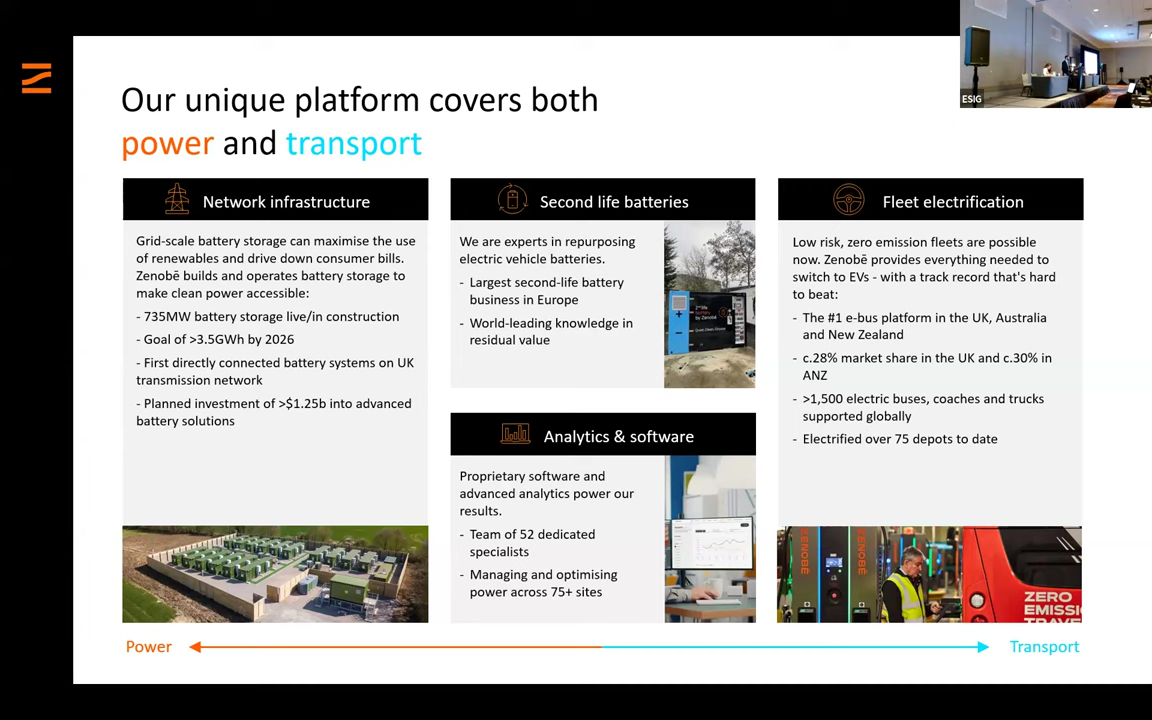 ESIG
Our unique platform covers both
power and transport
Network infrastructure
Grid-scale battery storage can maximise the use
of renewables and drive down consumer bills.
Zenobē builds and operates battery storage to
make clean power accessible:
- 735MW battery storage live/in construction
- Goal of >3.5GWh by 2026
- First directly connected battery systems on UK
transmission network
- Planned investment of >$1.25b into advanced
battery solutions
Second life batteries
We are experts in repurposing
electric vehicle batteries.
- Largest second-life battery
business in Europe
- World-leading knowledge in
residual value
Analytics & software
Proprietary software and
advanced analytics power our
results.
- Team of 52 dedicated
specialists
- Managing and optimising
power across 75+ sites
Fleet electrification
Low risk, zero emission fleets are possible
now. Zenobē provides everything needed to
switch to EVs - with a track record that's hard
to beat:
- The #1 e-bus platform in the UK, Australia
and New Zealand
- c.28% market share in the UK and c.30% in
ANZ
- >1,500 electric buses, coaches and trucks
supported globally
- Electrified over 75 depots to date
ZERO
Power
Transport